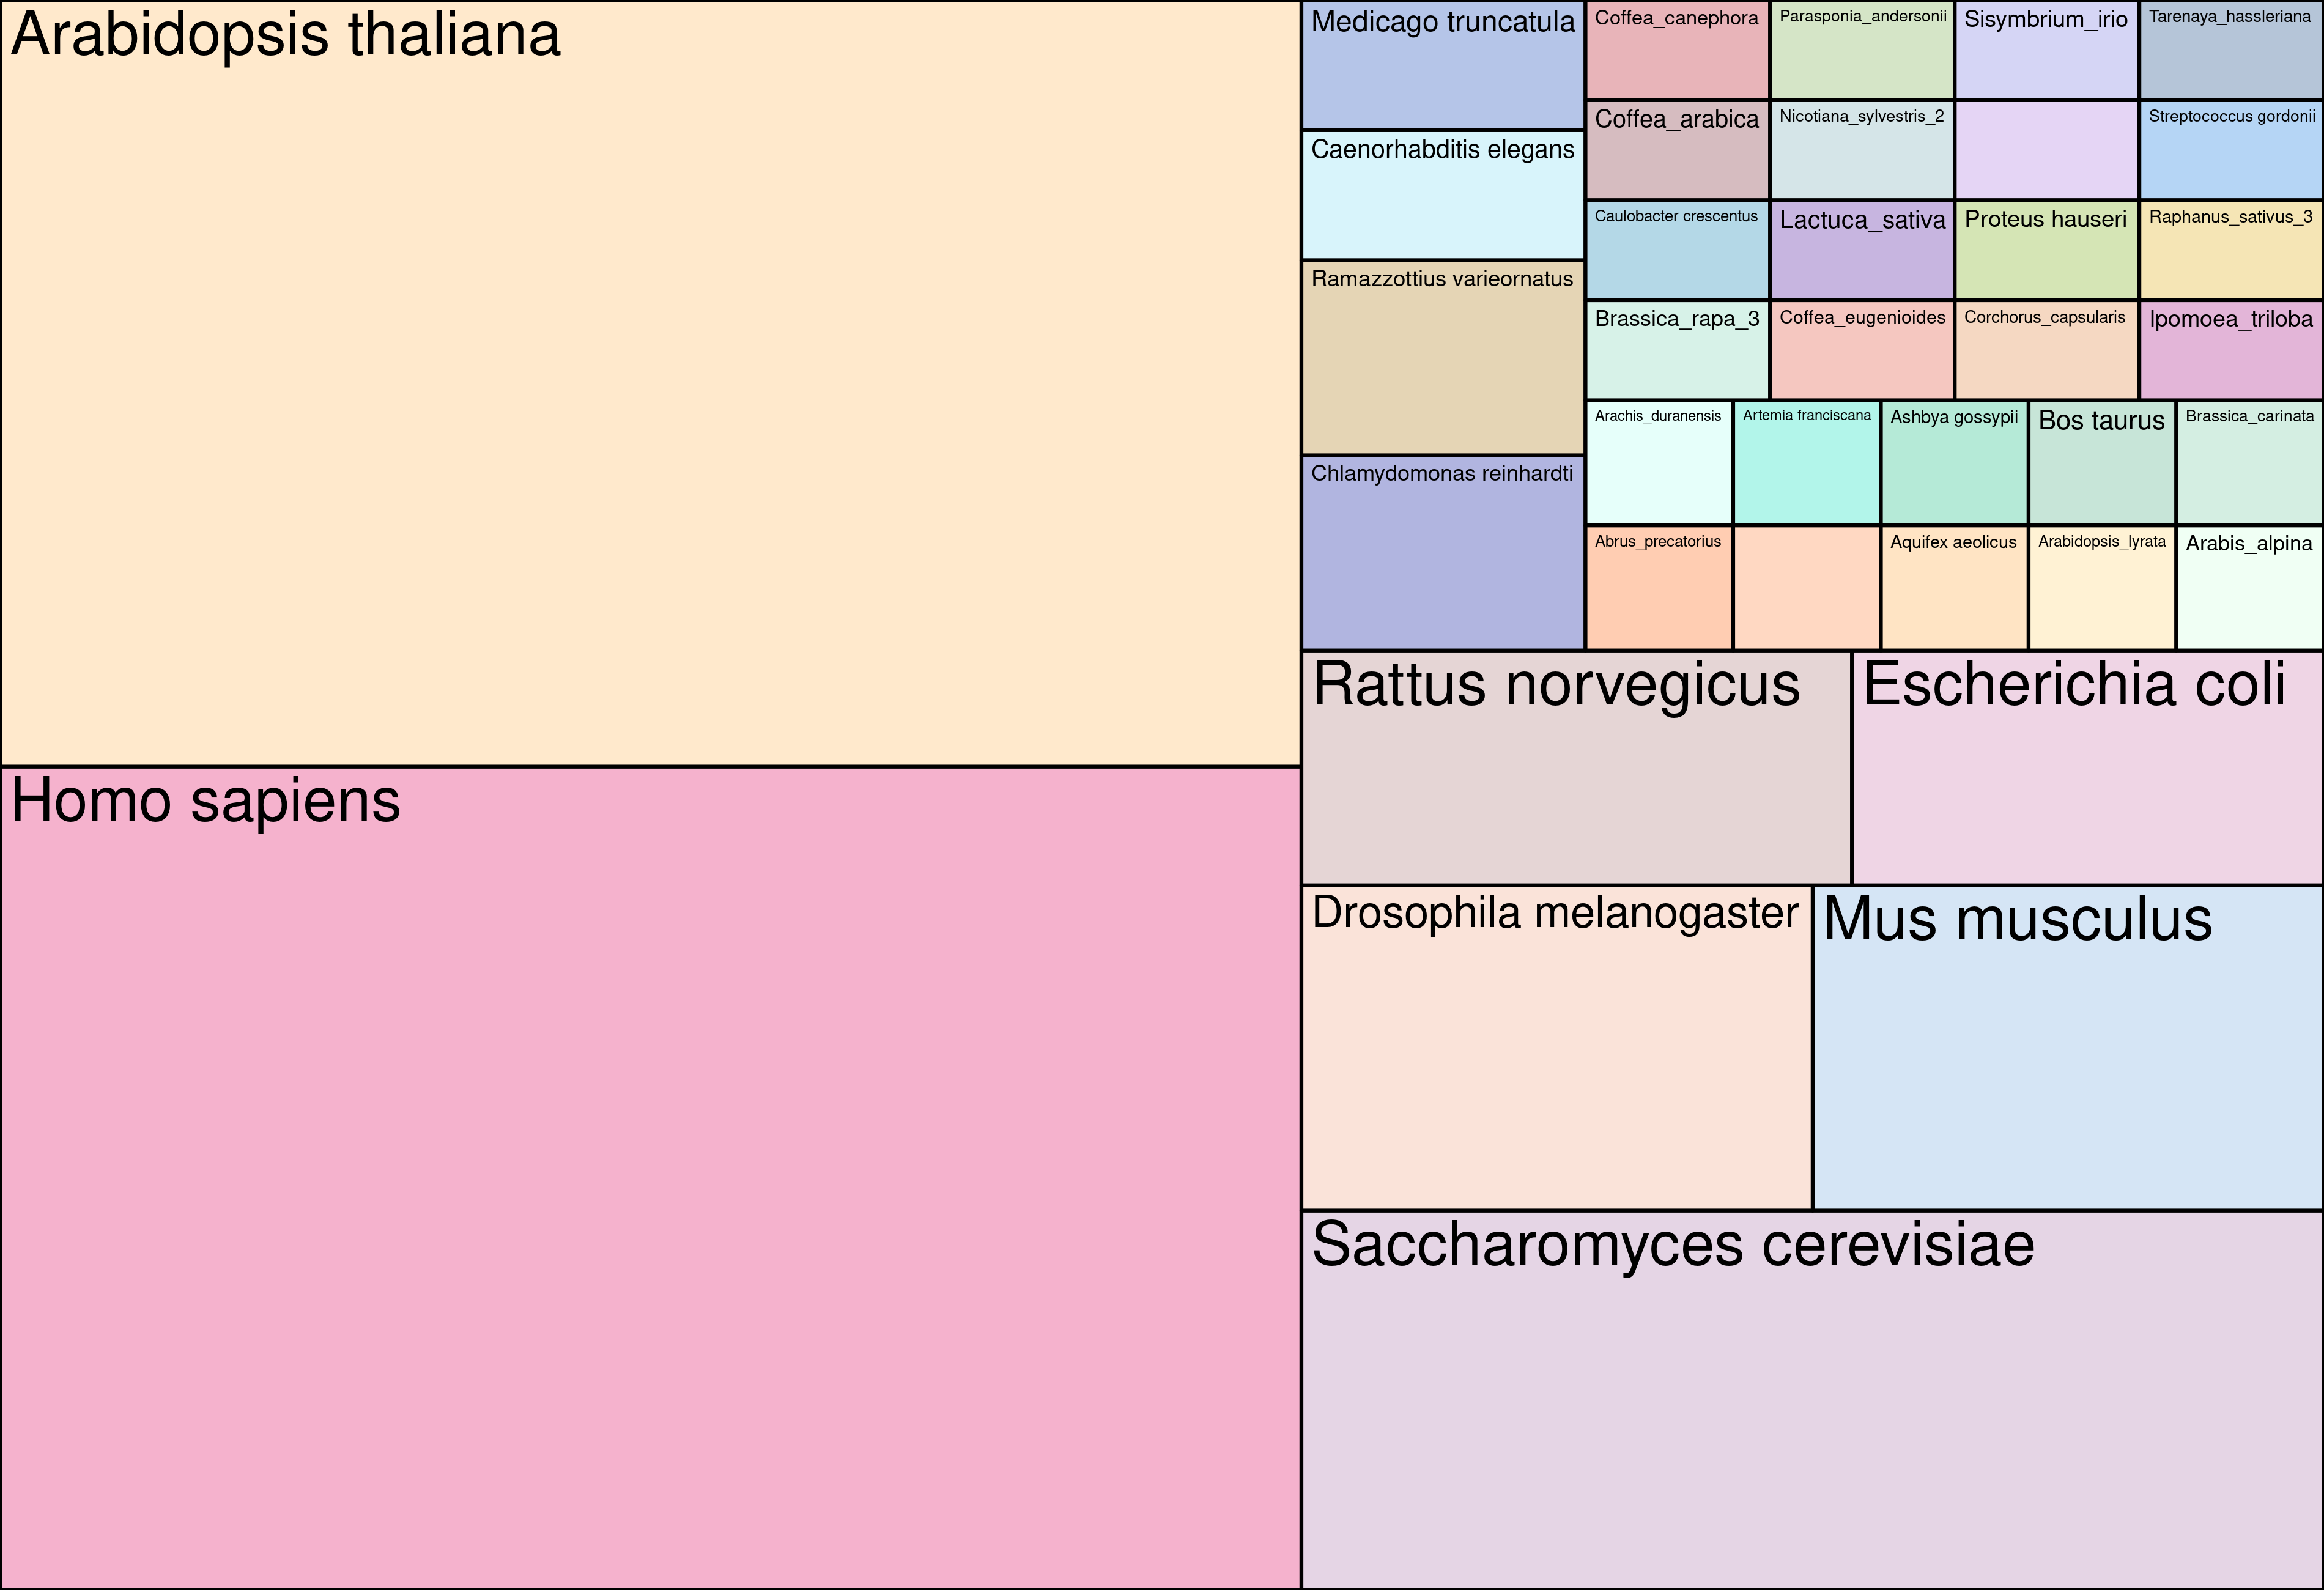 Arabidopsis thaliana
Homo sapiens
Medicago truncatula
Caenorhabditis elegans
Ramazzottius varieornatus
Chlamydomonas reinhardti
Coffea_canephora
Parasponia_andersonii
Sisymbrium_irio
Tarenaya_hassleriana
Coffea_arabica
Nicotiana_sylvestris_2
Streptococcus gordonii
Caulobacter crescentus
Lactuca_sativa
Proteus hauseri
Raphanus_sativus_3
Brassica_rapa_3
Coffea_eugenioides
Corchorus_capsularis
Ipomoea_triloba
Arachis_duranensis
Artemia franciscana
Ashbya gossypii
Bos taurus
Brassica_carinata
Abrus_precatorius
Aquifex aeolicus
Arabidopsis_lyrata
Arabis_alpina
Rattus norvegicus
Escherichia coli
Drosophila melanogaster
Mus musculus
Saccharomyces cerevisiae